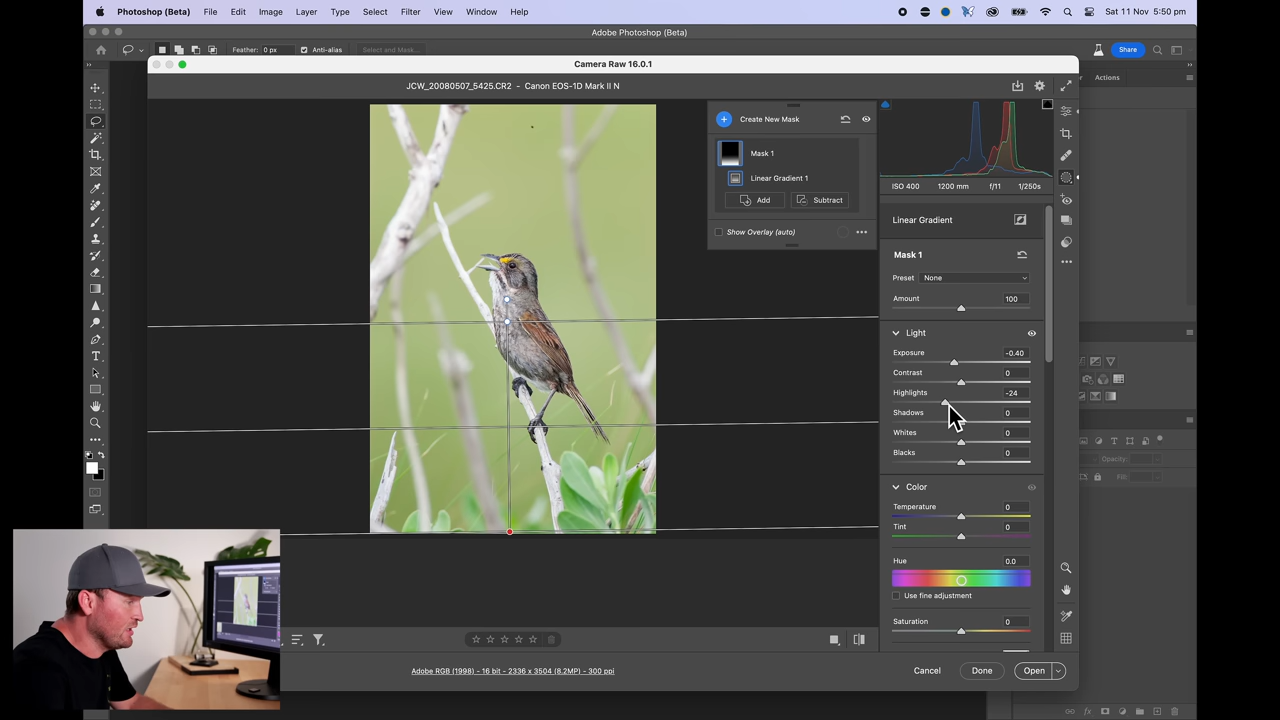 Photoshop (Beta) File Edit Image Layer Type Select Filter View Window Help Sat 11 Nov 5:50 pm
Adobe Photoshop (Beta)
Feather: 0 px Anti-alias Select and Mask... Share
Camera Raw 16.0.1
Actions
JCW_20080507_5425.CR2 - Canon EOS-1D Mark II N
Create New Mask
Mask 1
Linear Gradient 1
Add Subtract
Show Overlay (auto)
ISO 400 1200 mm f/11 1/250s
Linear Gradient
Mask 1
Preset None
Amount 100
Light
Exposure -0.40
Contrast 0
Highlights -24
Shadows 0
Whites 0
Blacks 0
Color
Temperature 0
Tint 0
Hue 0.0
Use fine adjustment
Saturation 0
Opacity:
Fill:
Adobe RGB (1998) - 16 bit - 2336 x 3504 (8.2MP) - 300 ppi
Cancel Done Open